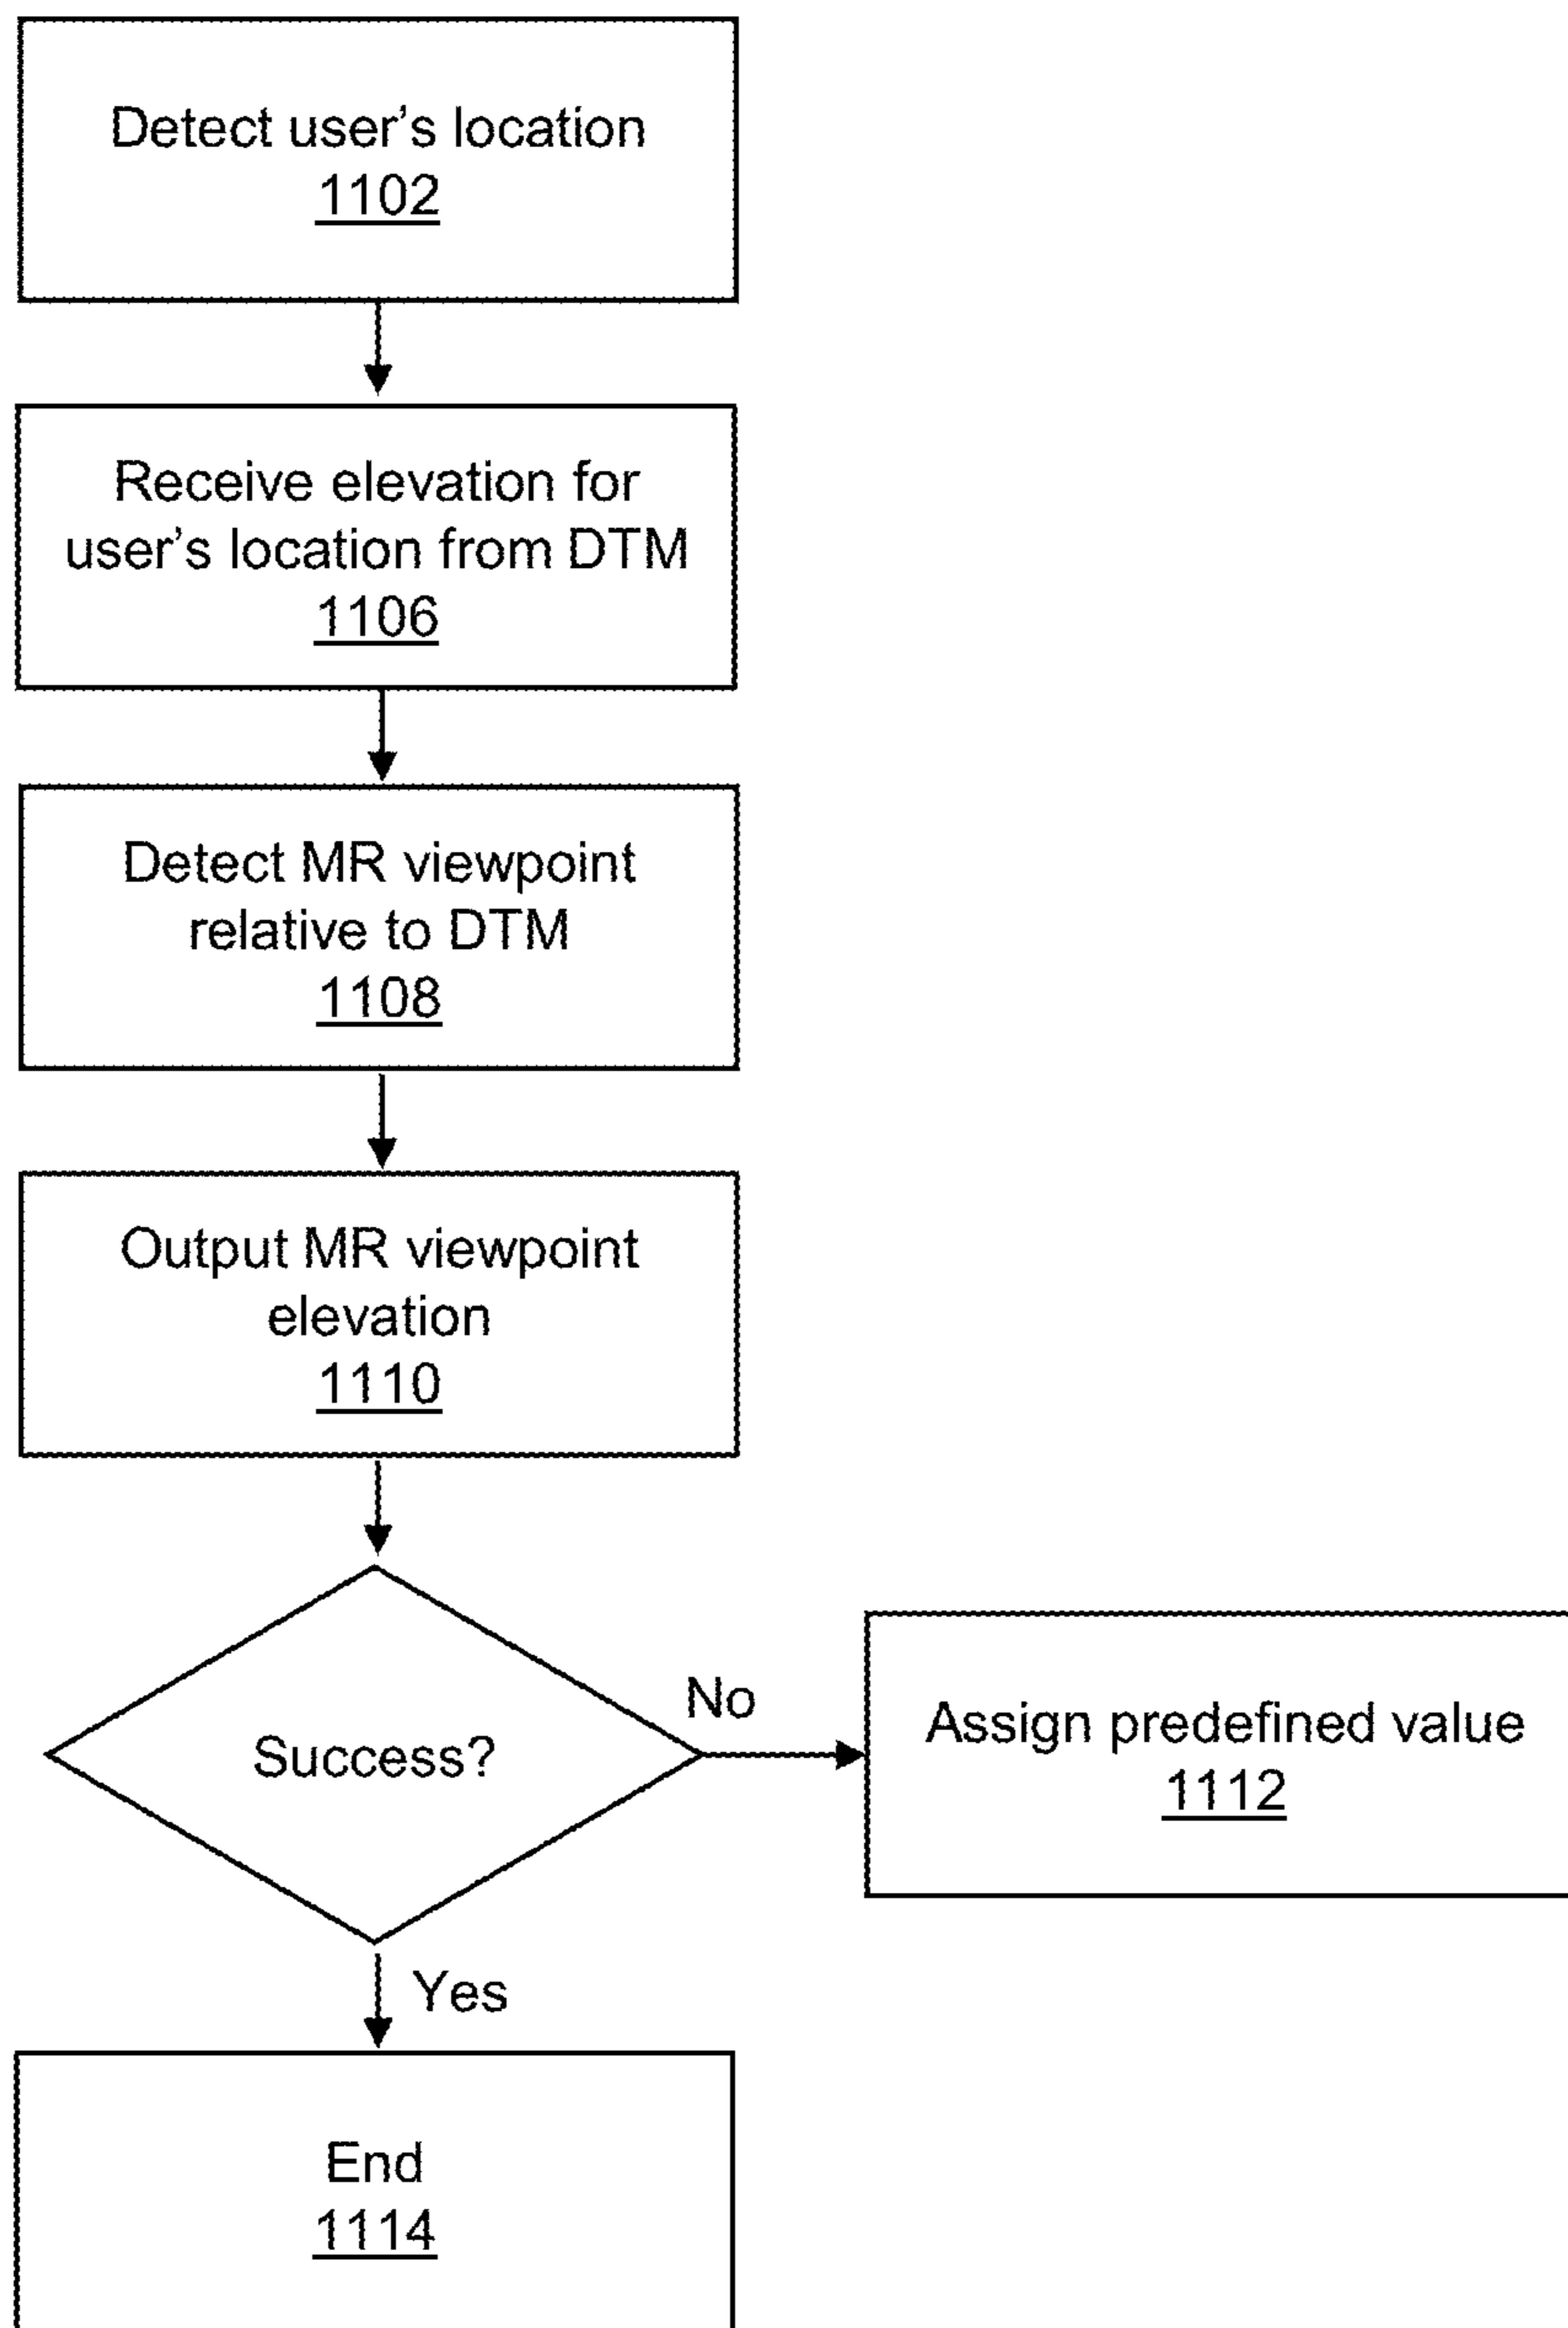 Detect user’s location
1102
Receive elevation for
user’s location from DTM
1106
Detect MR viewpoint
relative to DTM
1108
Output MR viewpoint
elevation
1110
Success?
No
Assign predefined value
1112
Yes
End
1114